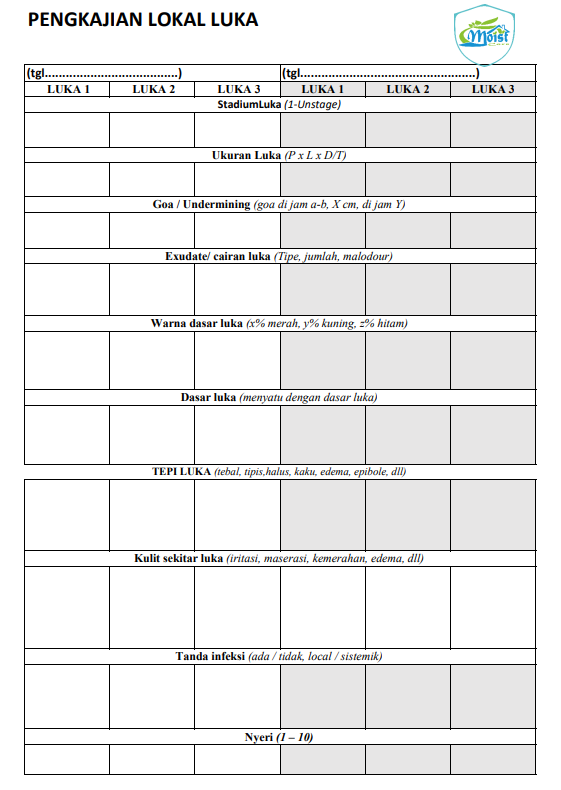 PENGKAJIAN LOKAL LUKA
Moist
(tgl......................................) (tgl..................................................)
LUKA 1 LUKA 2 LUKA 3 LUKA 1 LUKA 2 LUKA 3
StadiumLuka (1-Unstage)
Ukuran Luka (P x L x D/T)
Goa / Undermining (goa di jam a-b, X cm, di jam Y)
Exudate/ cairan luka (Tipe, jumlah, malodour)
Warna dasar luka (x% merah, y% kuning, z% hitam)
Dasar luka (menyatu dengan dasar luka)
TEPI LUKA (tebal, tipis,halus, kaku, edema, epibole, dll)
Kulit sekitar luka (iritasi, maserasi, kemerahan, edema, dll)
Tanda infeksi (ada / tidak, local / sistemik)
Nyeri (1 – 10)